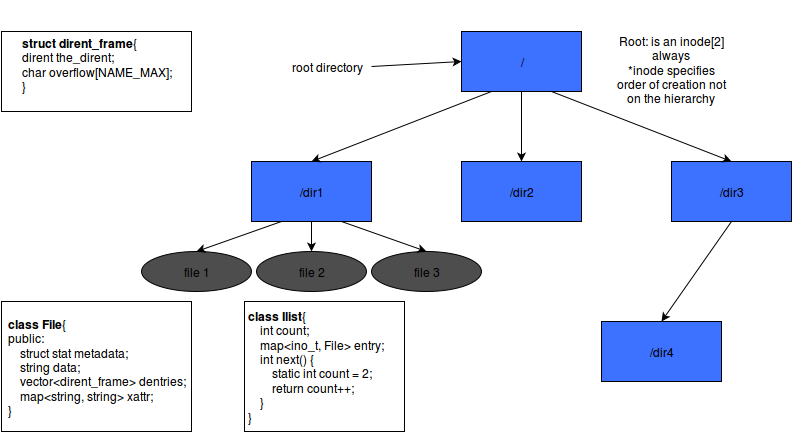 struct dirent_frame{
dirent the_dirent;
char overflow[NAME_MAX];
}
root directory
/
Root: is an inode[2]
always
*inode specifies
order of creation not
on the hierarchy
/dir1
/dir2
/dir3
file 1
file 2
file 3
class File{
public:
struct stat metadata;
string data;
vector<dirent_frame> dentries;
map<string, string> xattr;
}
class Ilist{
int count;
map<ino_t, File> entry;
int next() {
static int count = 2;
return count++;
}
}
/dir4